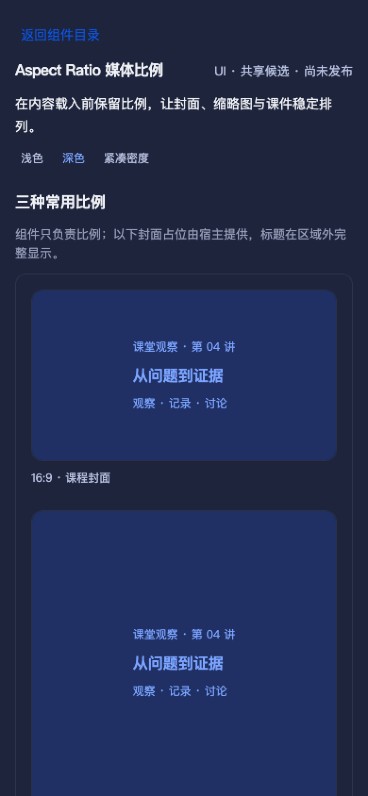 返回组件目录
Aspect Ratio 媒体比例
UI · 共享候选 · 尚未发布
在内容载入前保留比例，让封面、缩略图与课件稳定排
列。
浅色 深色 紧凑密度
三种常用比例
组件只负责比例；以下封面占位由宿主提供，标题在区域外完
整显示。
课堂观察 · 第 04 讲
从问题到证据
观察 · 记录 · 讨论
16:9 · 课程封面
课堂观察 · 第 04 讲
从问题到证据
观察 · 记录 · 讨论